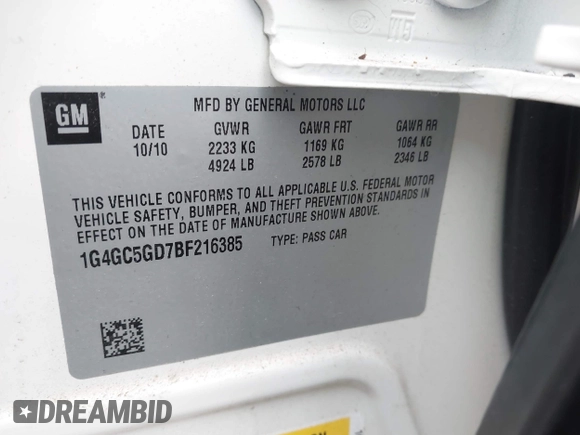 GM
MFD BY GENERAL MOTORS LLC
DATE GVWR GAWR FRT GAWR RR
10/10 2233 KG 1169 KG 1064 KG
4924 LB 2578 LB 2346 LB
THIS VEHICLE CONFORMS TO ALL APPLICABLE U.S. FEDERAL MOTOR
VEHICLE SAFETY, BUMPER, AND THEFT PREVENTION STANDARDS IN
EFFECT ON THE DATE OF MANUFACTURE SHOWN ABOVE.
1G4GC5GD7BF216385 TYPE: PASS CAR
DREAMBID